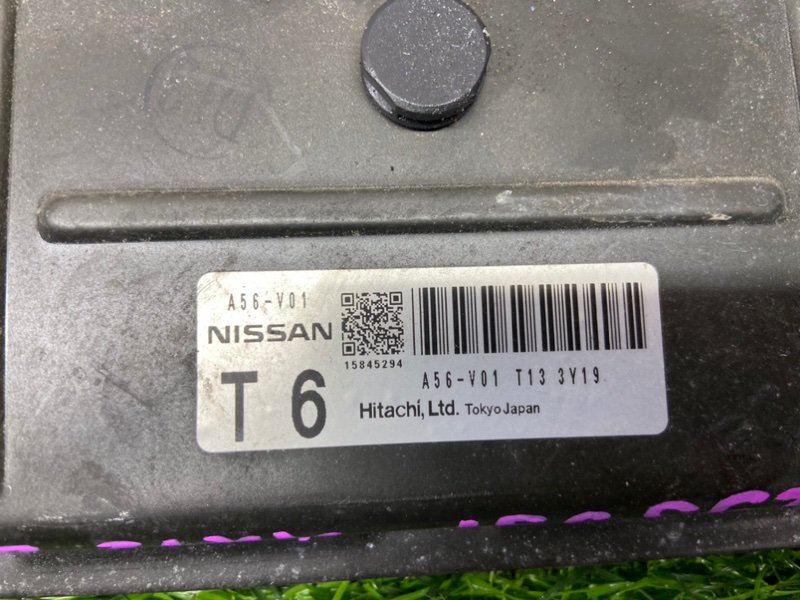 A56-V01
NISSAN
15845294
T 6
A56-V01 T13 3Y19
Hitachi, Ltd. Tokyo Japan